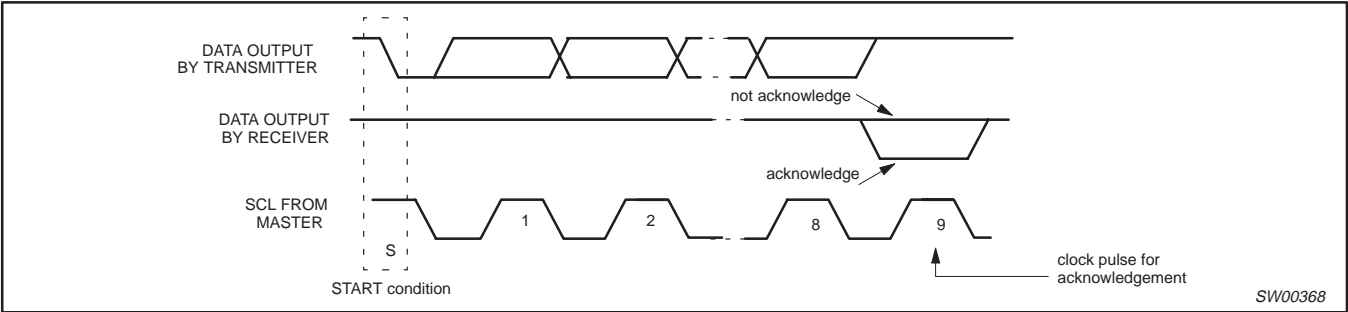 DATA OUTPUT
BY TRANSMITTER
not acknowledge
DATA OUTPUT
BY RECEIVER
acknowledge
SCL FROM
MASTER
1
2
8
9
S
START condition
clock pulse for
acknowledgement
SW00368